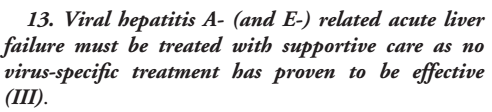 13. Viral hepatitis A- (and E-) related acute liver
failure must be treated with supportive care as no
virus-specific treatment has proven to be effective
(III).